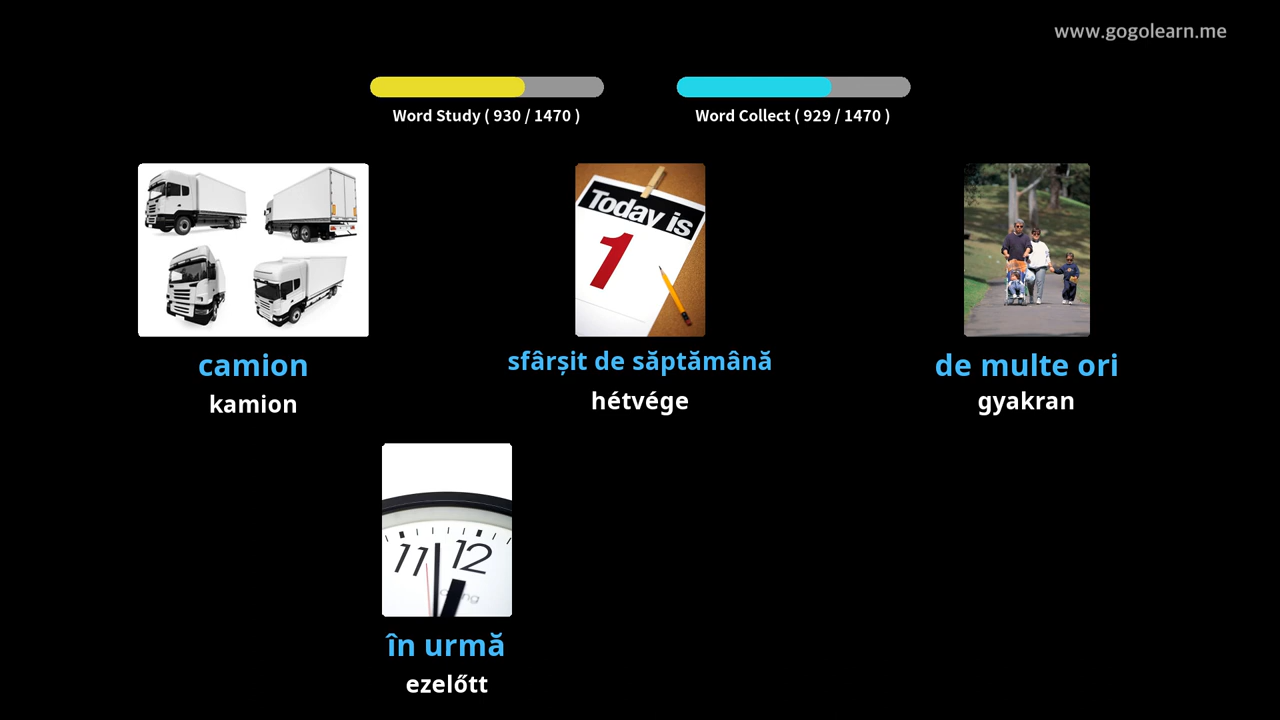 www.gogolearn.me
Word Study ( 930 / 1470 )
Word Collect ( 929 / 1470 )
Today is
1
camion
kamion
sfârșit de săptămână
hétvége
de multe ori
gyakran
11 12
în urmă
ezelőtt